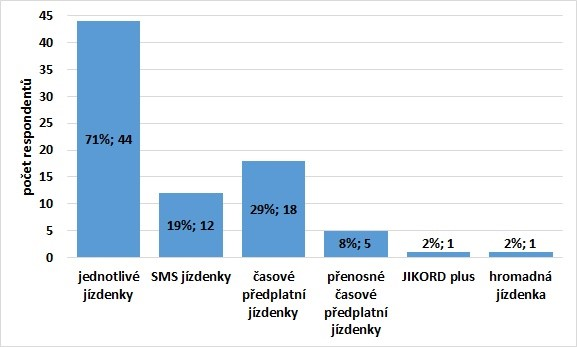 45
40
35
30
25
20
15
10
5
0
počet respondentů
71%; 44
19%; 12
29%; 18
8%; 5
2%; 1
2%; 1
jednotlivé
jízdenky
SMS jízdenky
časové
předplatní
jízdenky
přenosné
časové
předplatní
jízdenky
JIKORD plus
hromadná
jízdenka